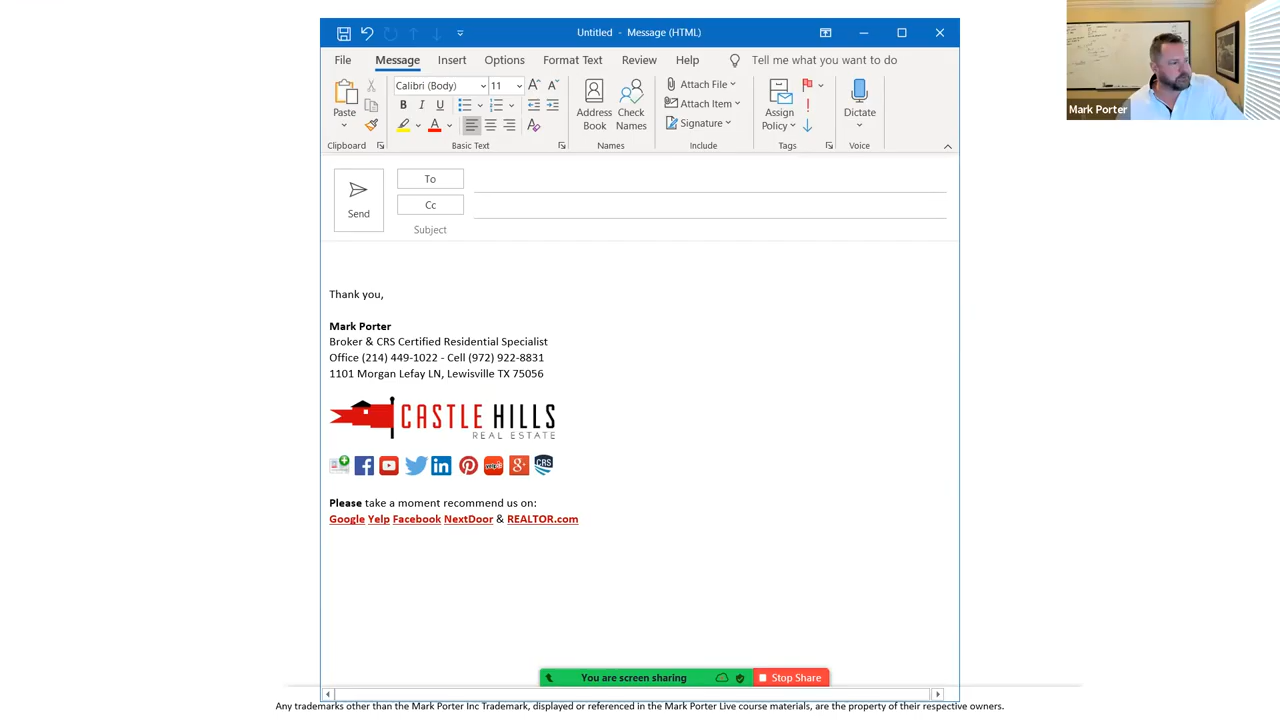 Untitled - Message (HTML)
File Message Insert Options Format Text Review Help Tell me what you want to do
Calibri (Body) 11
Paste
B I U
Address Book
Check Names
Attach File
Attach Item
Signature
Assign Policy
Dictate
Clipboard Basic Text Names Include Tags Voice
Mark Porter
Send
To
Cc
Subject
Thank you,
Mark Porter
Broker & CRS Certified Residential Specialist
Office (214) 449-1022 - Cell (972) 922-8831
1101 Morgan Lefay LN, Lewisville TX 75056
CASTLE HILLS
REAL ESTATE
yelp CRS
Please take a moment recommend us on:
Google Yelp Facebook NextDoor & REALTOR.com
You are screen sharing Stop Share
Any trademarks other than the Mark Porter Inc Trademark, displayed or referenced in the Mark Porter Live course materials, are the property of their respective owners.